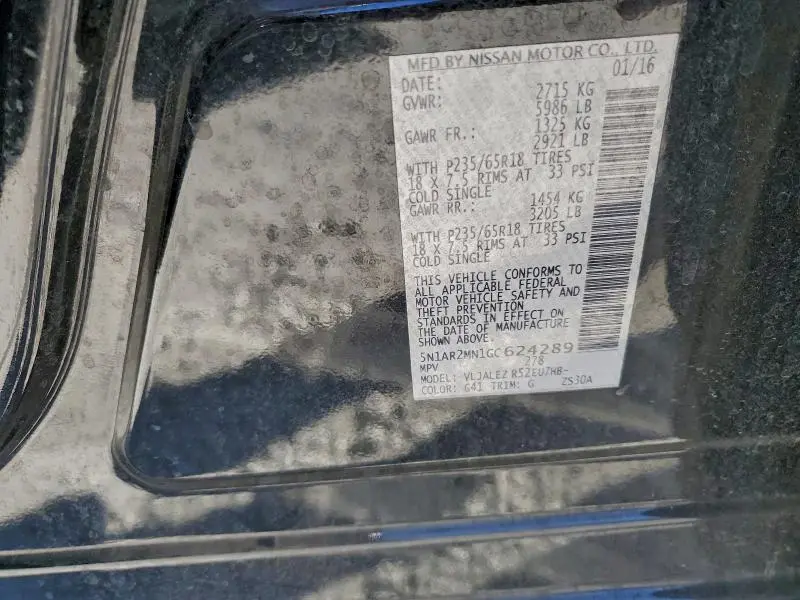 MFD BY NISSAN MOTOR CO., LTD.
DATE: 01/16
GVWR: 2715 KG
5986 LB
GAWR FR.: 1325 KG
2921 LB
WITH P235/65R18 TIRES
18 X 7.5 RIMS AT 33 PSI
COLD SINGLE
GAWR RR.: 1454 KG
3205 LB
WITH P235/65R18 TIRES
18 X 7.5 RIMS AT 33 PSI
COLD SINGLE
THIS VEHICLE CONFORMS TO
ALL APPLICABLE FEDERAL
MOTOR VEHICLE SAFETY AND
THEFT PREVENTION
STANDARDS IN EFFECT ON
THE DATE OF MANUFACTURE
SHOWN ABOVE.
5N1AR2MN1GC624289
MPV 278
MODEL: VLJALEZ R52EU7HB-
COLOR: G41 TRIM: G ZS30A